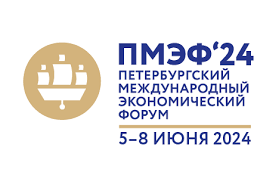 ПМЭФ‘24
ПЕТЕРБУРГСКИЙ
МЕЖДУНАРОДНЫЙ
ЭКОНОМИЧЕСКИЙ
ФОРУМ
5–8 ИЮНЯ 2024